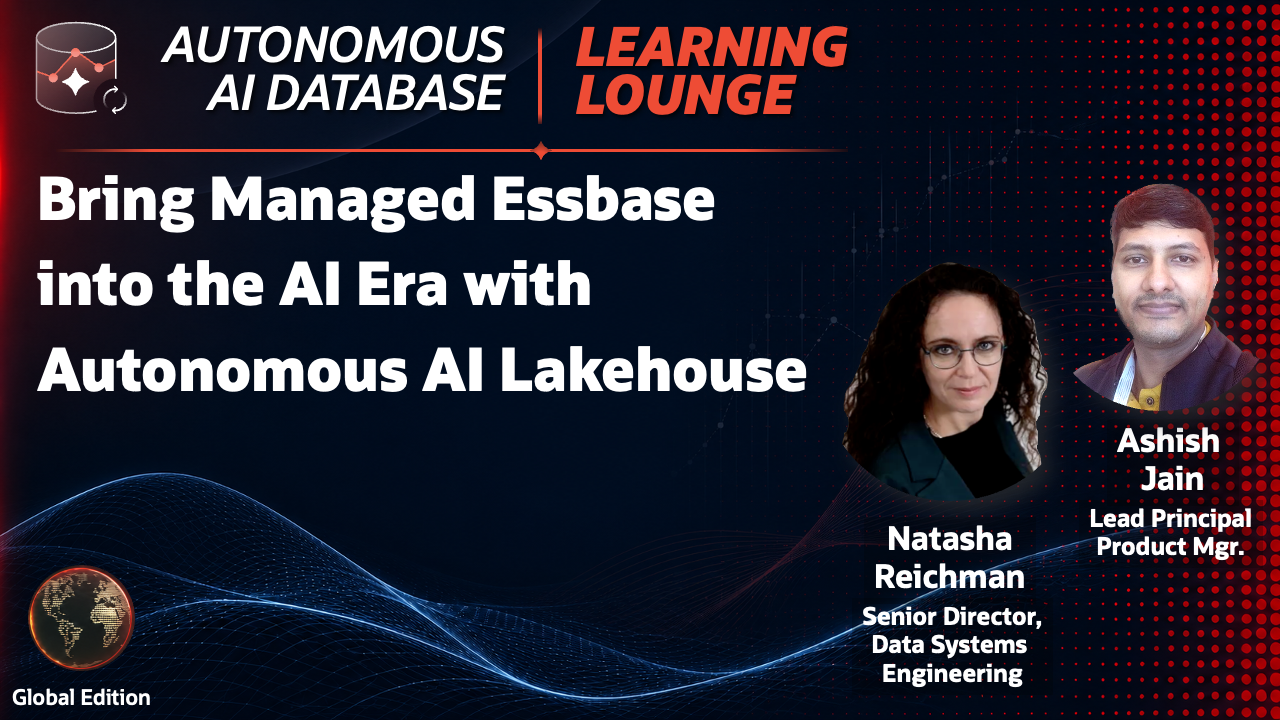 AUTONOMOUS
AI DATABASE
LEARNING
LOUNGE
Bring Managed Essbase
into the AI Era with
Autonomous AI Lakehouse
Ashish
Jain
Lead Principal
Product Mgr.
Natasha
Reichman
Senior Director,
Data Systems
Engineering
Global Edition